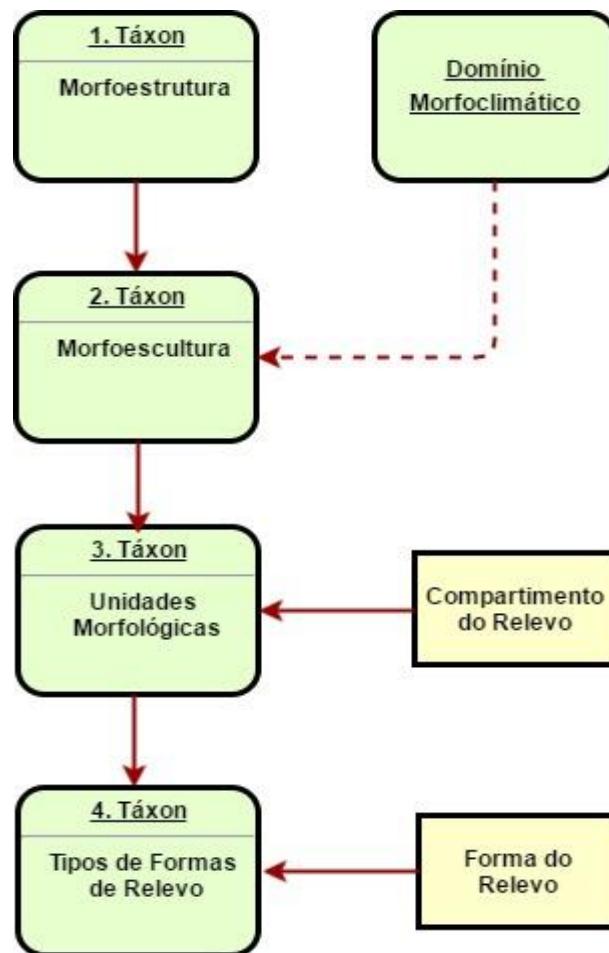 1. Táxon
Morfoestrutura
Domínio
Morfoclimático
2. Táxon
Morfoescultura
3. Táxon
Unidades
Morfológicas
Compartimento
do Relevo
4. Táxon
Tipos de Formas
de Relevo
Forma do
Relevo